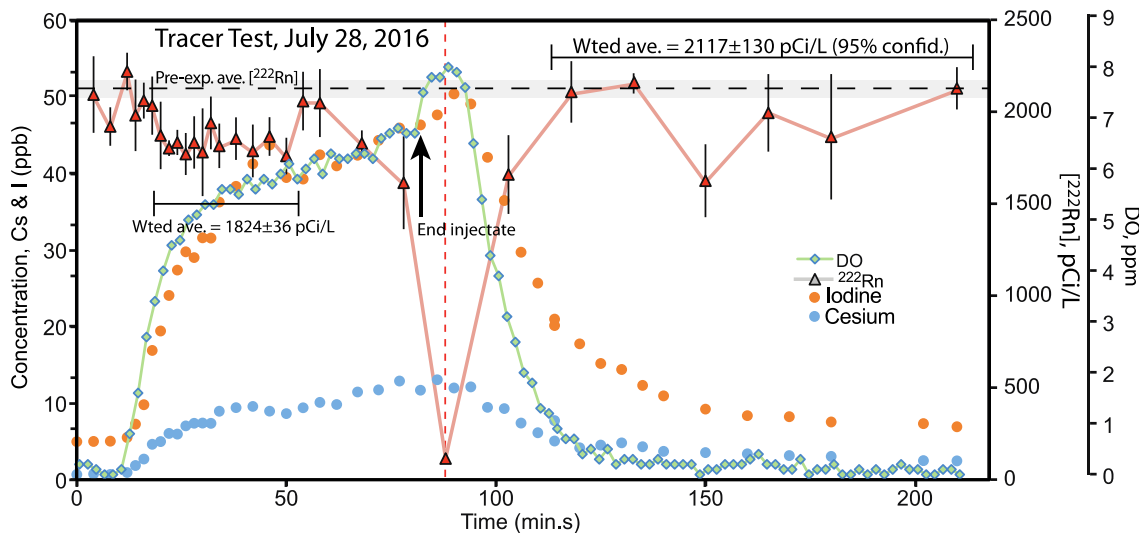 Tracer Test, July 28, 2016
Wted ave. = 2117±130 pCi/L (95% confid.)
Pre-exp. ave. [²²²Rn]
Wted ave. = 1824±36 pCi/L
End injectate
DO
²²²Rn
Iodine
Cesium
Concentration, Cs & I (ppb)
60
50
40
30
20
10
0
0
50
100
150
200
Time (min.s)
2500
2000
1500
1000
500
0
[²²²Rn], pCi/L
9
8
7
6
5
4
3
2
1
0
DO, ppm